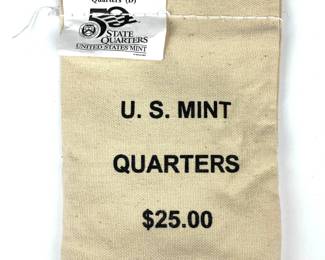 Quarters (D)
50
STATE
QUARTERS
UNITED STATES MINT
U. S. MINT
QUARTERS
$25.00